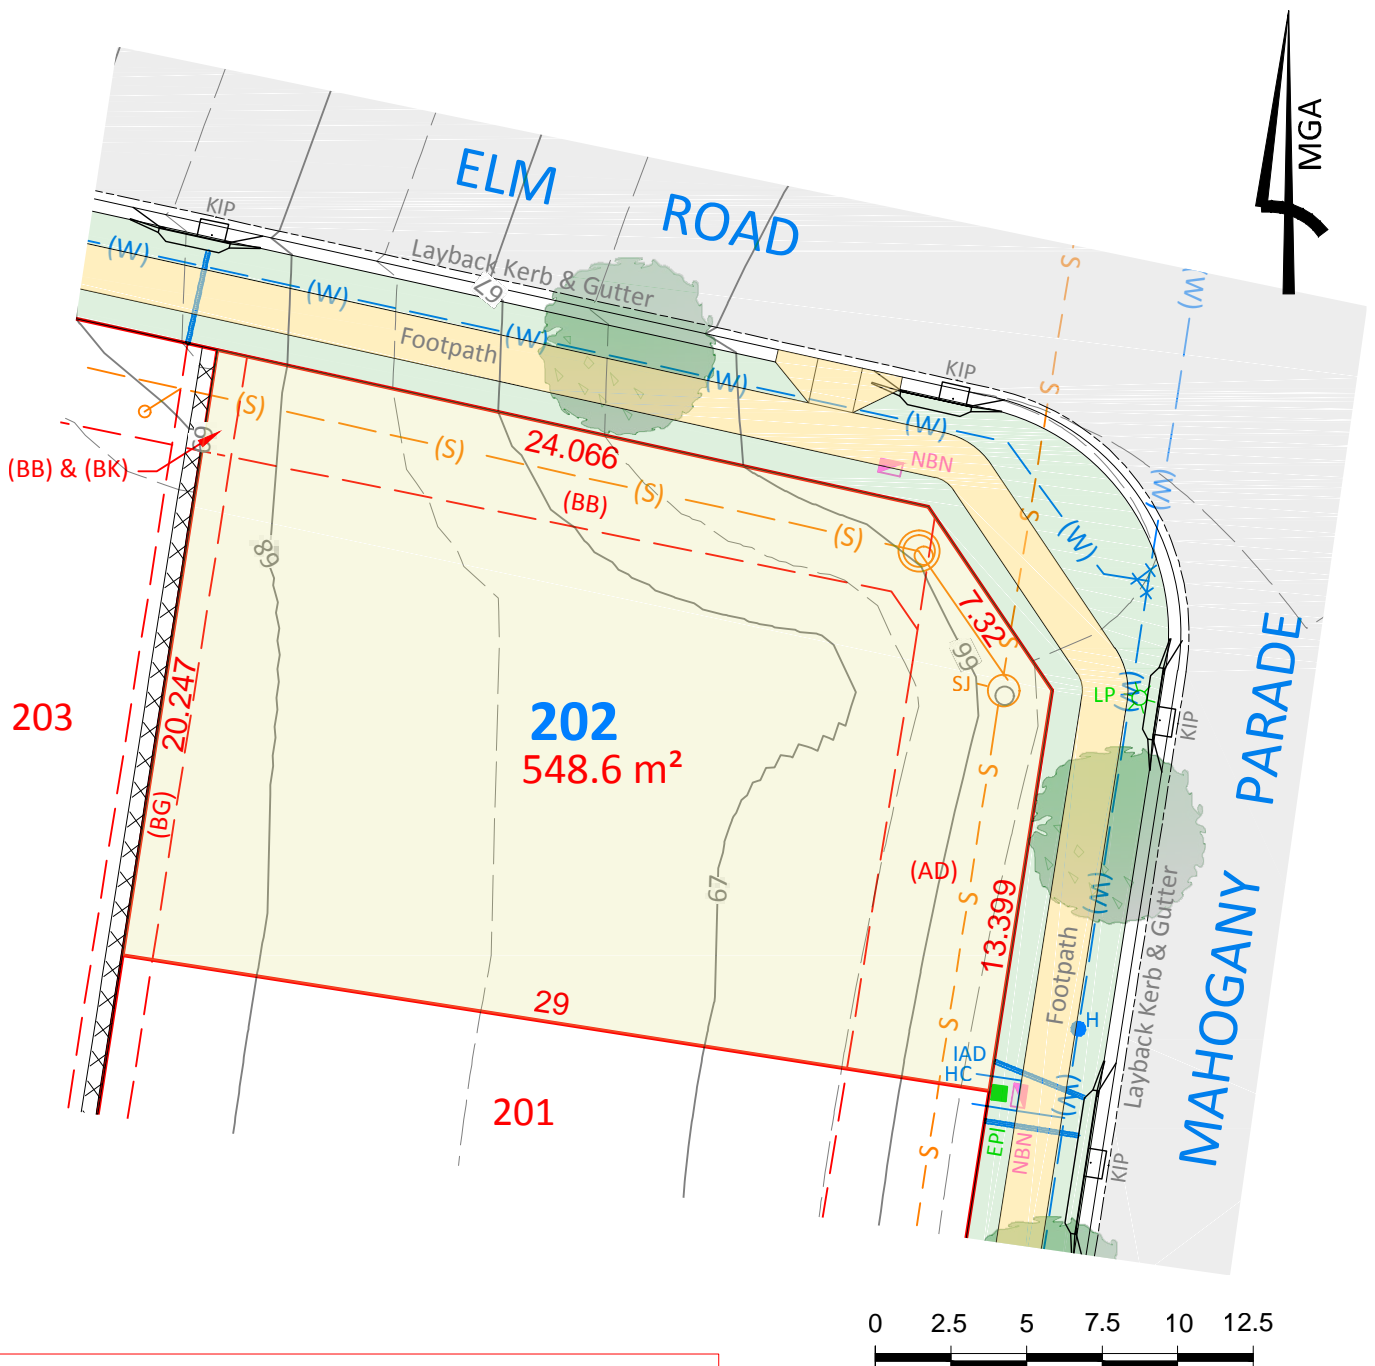 MGA
ELM ROAD
KIP
Layback Kerb & Gutter
67
(W)
(W)
(W)
(W)
(W)
(W)
(W)
(W)
(W)
(W)
(W)
Footpath
KIP
S
S
S
NBN
(S)
(S)
(S)
(S)
24.066
(BB)
69
(BB) & (BK)
68
7.32
S
66
SJ
LP
KIP
203
20.247
(BG)
202
548.6 m²
67
(AD)
S
S
13.399
MAHOGANY PARADE
Footpath
Layback Kerb & Gutter
29
S
H
IAD
HC
201
EPI
NBN
S
KIP
0 2.5 5 7.5 10 12.5